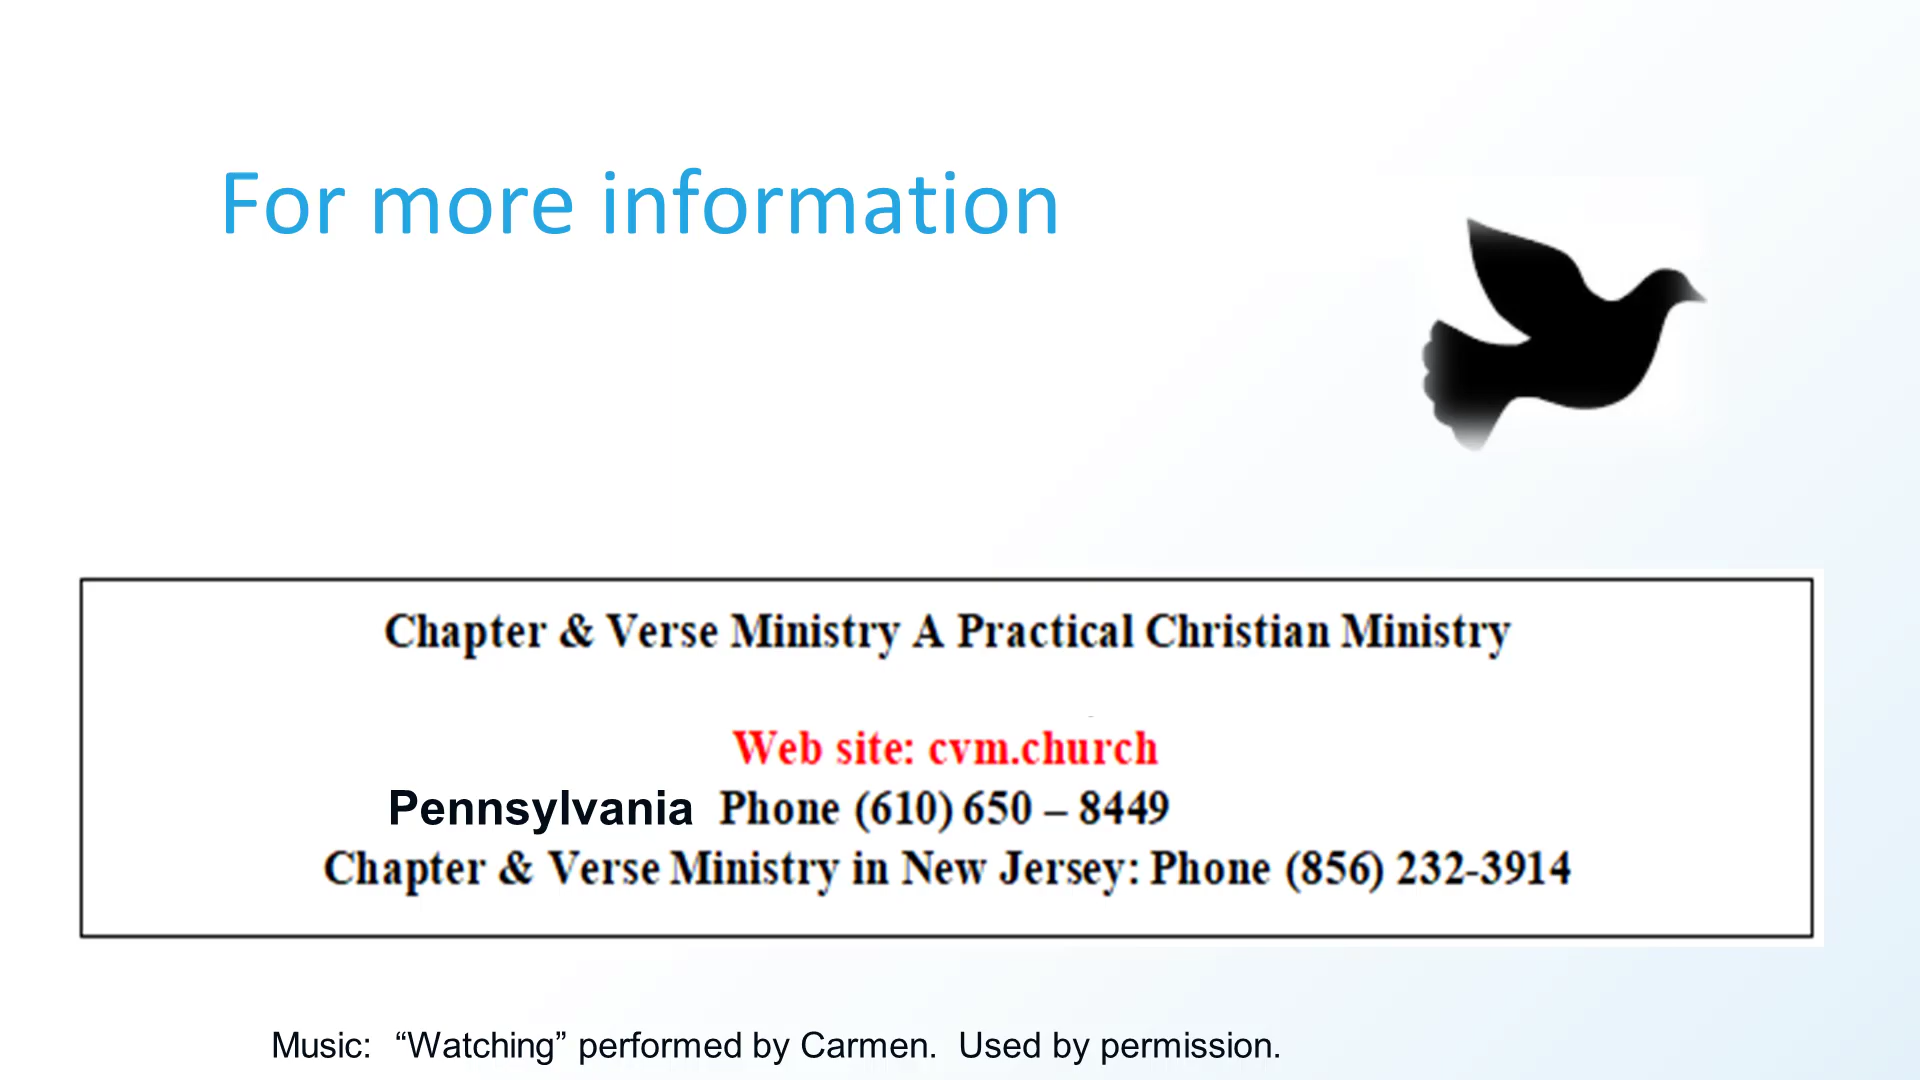 For more information
Chapter & Verse Ministry A Practical Christian Ministry
Web site: cvm.church
Pennsylvania Phone (610) 650 – 8449
Chapter & Verse Ministry in New Jersey: Phone (856) 232-3914
Music: “Watching” performed by Carmen. Used by permission.